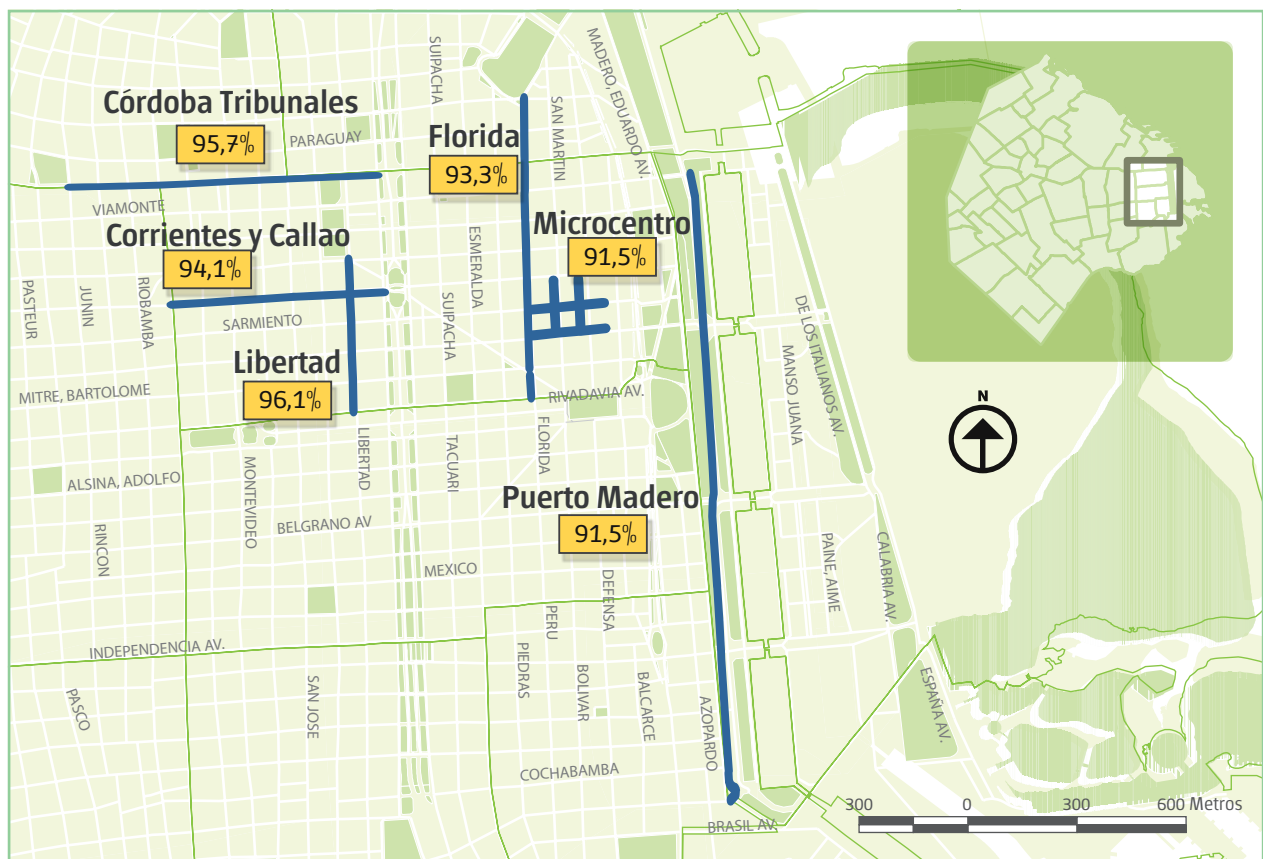 SUIPACHA
MADERO, EDUARDO AV.
Córdoba Tribunales
95,7%
PARAGUAY
Florida
93,3%
SAN MARTIN
VIAMONTE
Corrientes y Callao
94,1%
Microcentro
91,5%
ESMERALDA
PASTEUR
JUNIN
RIOBAMBA
SARMIENTO
SUIPACHA
DE LOS ITALIANOS AV.
MANSO JUANA
Libertad
96,1%
MITRE, BARTOLOME
RIVADAVIA AV.
N
LIBERTAD
TACUARI
FLORIDA
MONTEVIDEO
ALSINA, ADOLFO
Puerto Madero
91,5%
RINCON
BELGRANO AV
PAINE, AIME
CALABRIA AV.
MEXICO
DEFENSA
PERU
INDEPENDENCIA AV.
PIEDRAS
BOLIVAR
BALCARCE
PASCO
SAN JOSE
AZOPARDO
ESPAÑA AV.
COCHABAMBA
BRASIL AV.
300 0 300 600 Metros